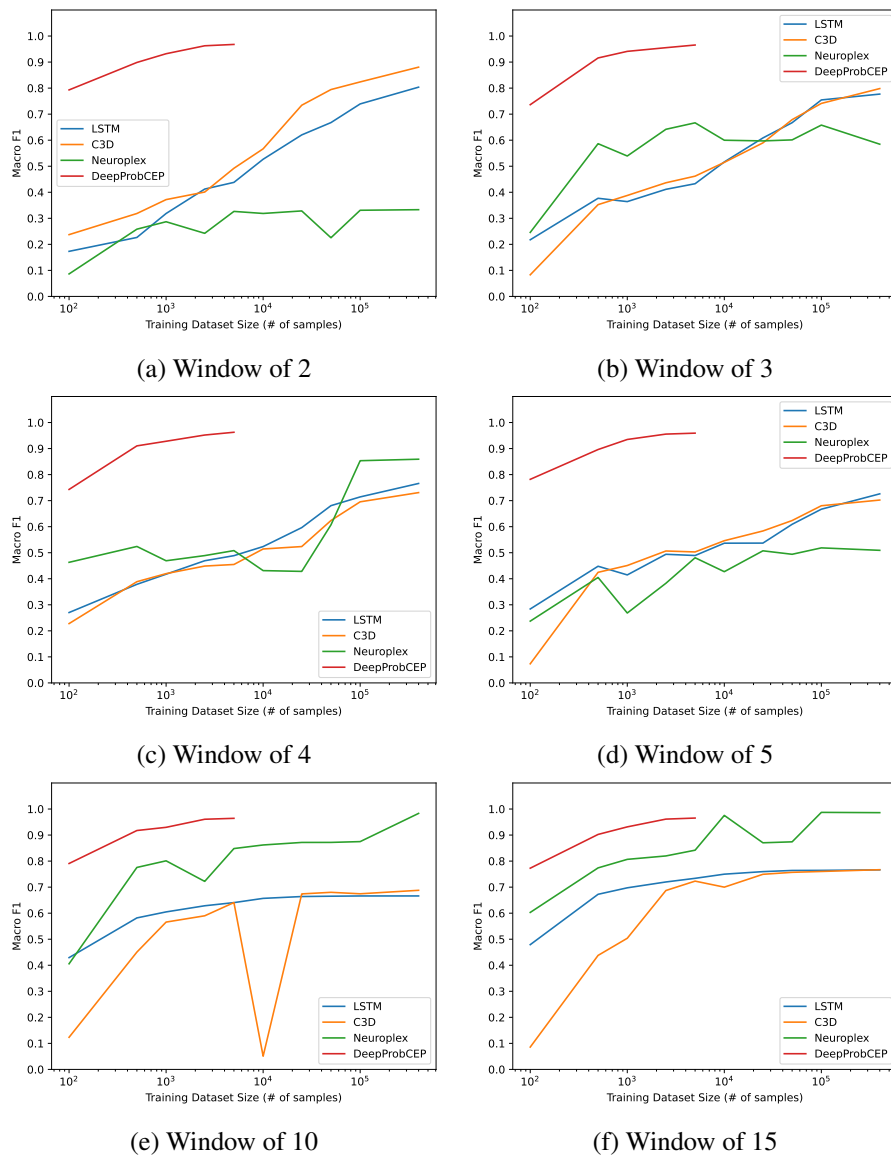 1.0
0.9
0.8
0.7
0.6
0.5
0.4
0.3
0.2
0.1
0.0
Macro F1
LSTM
C3D
Neuroplex
DeepProbCEP
10² 10³ 10⁴ 10⁵
Training Dataset Size (# of samples)
(a) Window of 2
1.0
0.9
0.8
0.7
0.6
0.5
0.4
0.3
0.2
0.1
0.0
Macro F1
LSTM
C3D
Neuroplex
DeepProbCEP
10² 10³ 10⁴ 10⁵
Training Dataset Size (# of samples)
(b) Window of 3
1.0
0.9
0.8
0.7
0.6
0.5
0.4
0.3
0.2
0.1
0.0
Macro F1
LSTM
C3D
Neuroplex
DeepProbCEP
10² 10³ 10⁴ 10⁵
Training Dataset Size (# of samples)
(c) Window of 4
1.0
0.9
0.8
0.7
0.6
0.5
0.4
0.3
0.2
0.1
0.0
Macro F1
LSTM
C3D
Neuroplex
DeepProbCEP
10² 10³ 10⁴ 10⁵
Training Dataset Size (# of samples)
(d) Window of 5
1.0
0.9
0.8
0.7
0.6
0.5
0.4
0.3
0.2
0.1
0.0
Macro F1
LSTM
C3D
Neuroplex
DeepProbCEP
10² 10³ 10⁴ 10⁵
Training Dataset Size (# of samples)
(e) Window of 10
1.0
0.9
0.8
0.7
0.6
0.5
0.4
0.3
0.2
0.1
0.0
Macro F1
LSTM
C3D
Neuroplex
DeepProbCEP
10² 10³ 10⁴ 10⁵
Training Dataset Size (# of samples)
(f) Window of 15